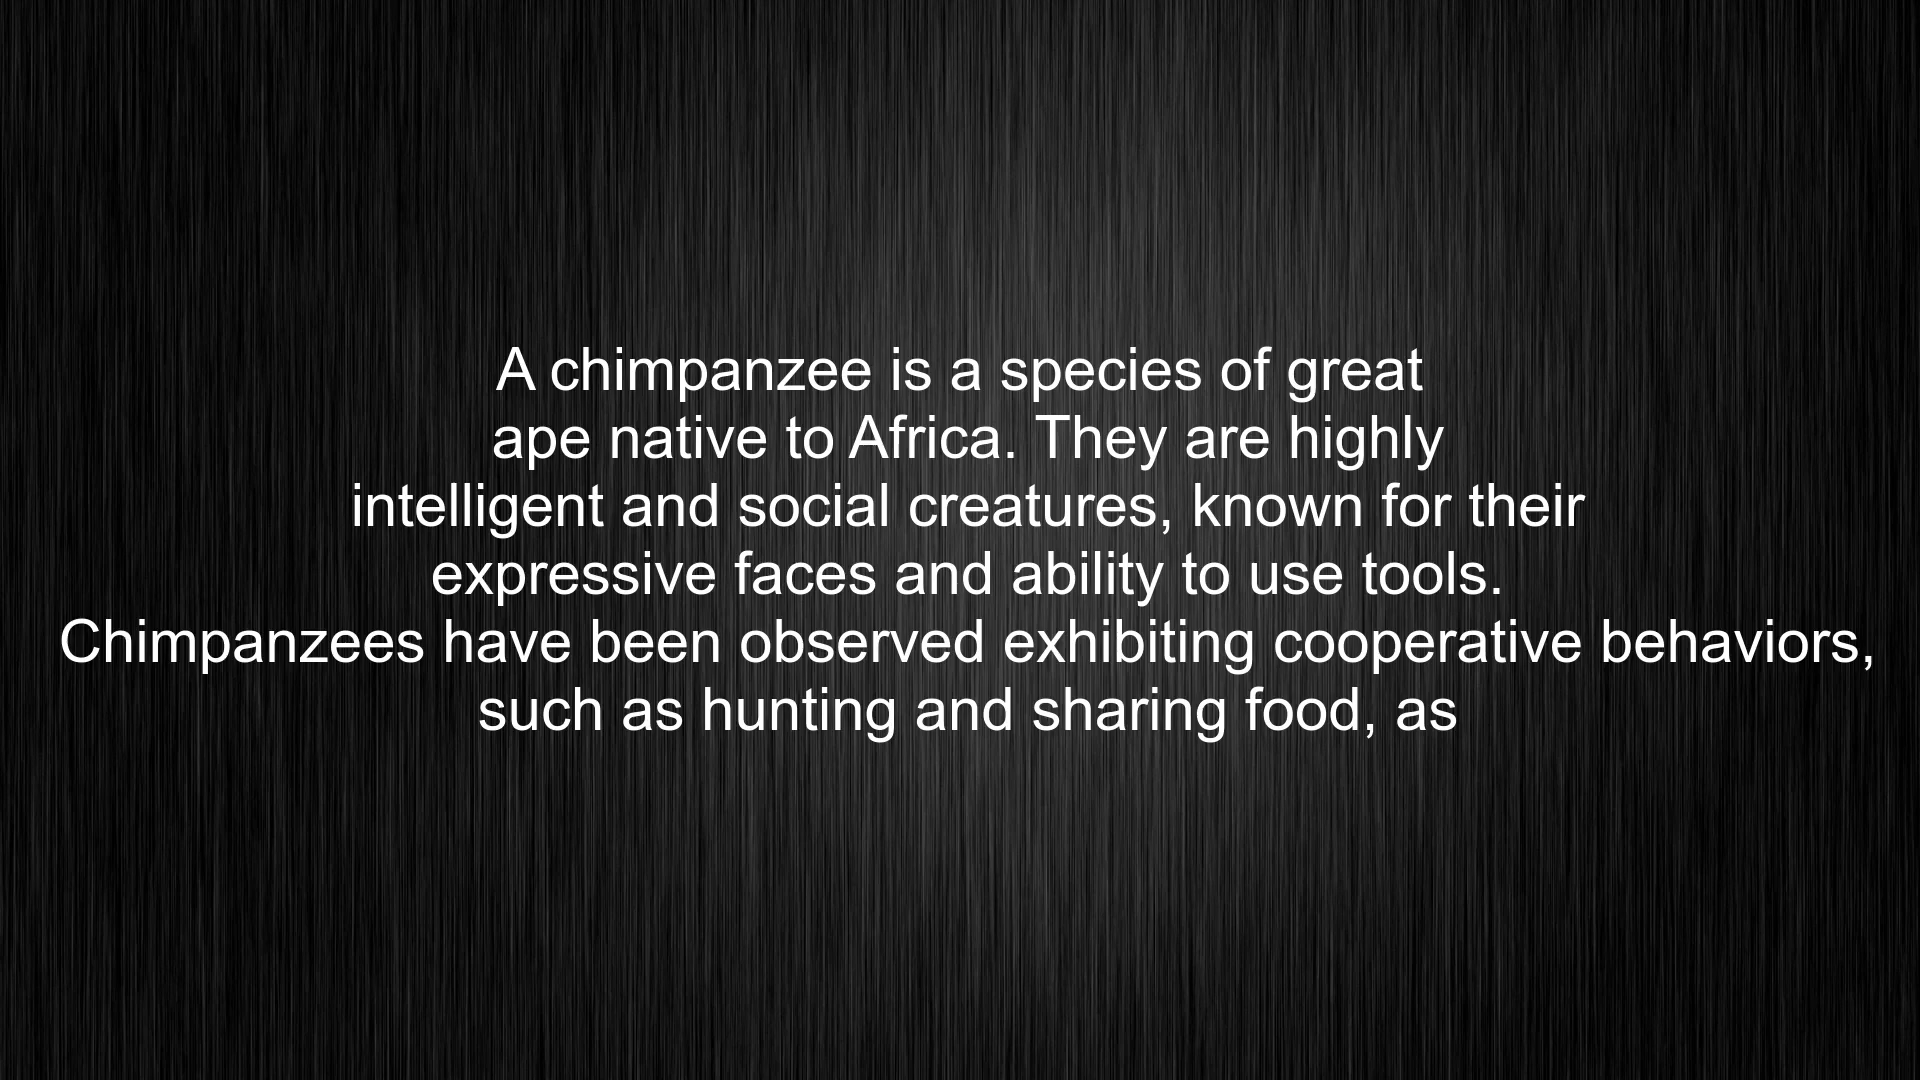 A chimpanzee is a species of great
ape native to Africa. They are highly
intelligent and social creatures, known for their
expressive faces and ability to use tools.
Chimpanzees have been observed exhibiting cooperative behaviors,
such as hunting and sharing food, as